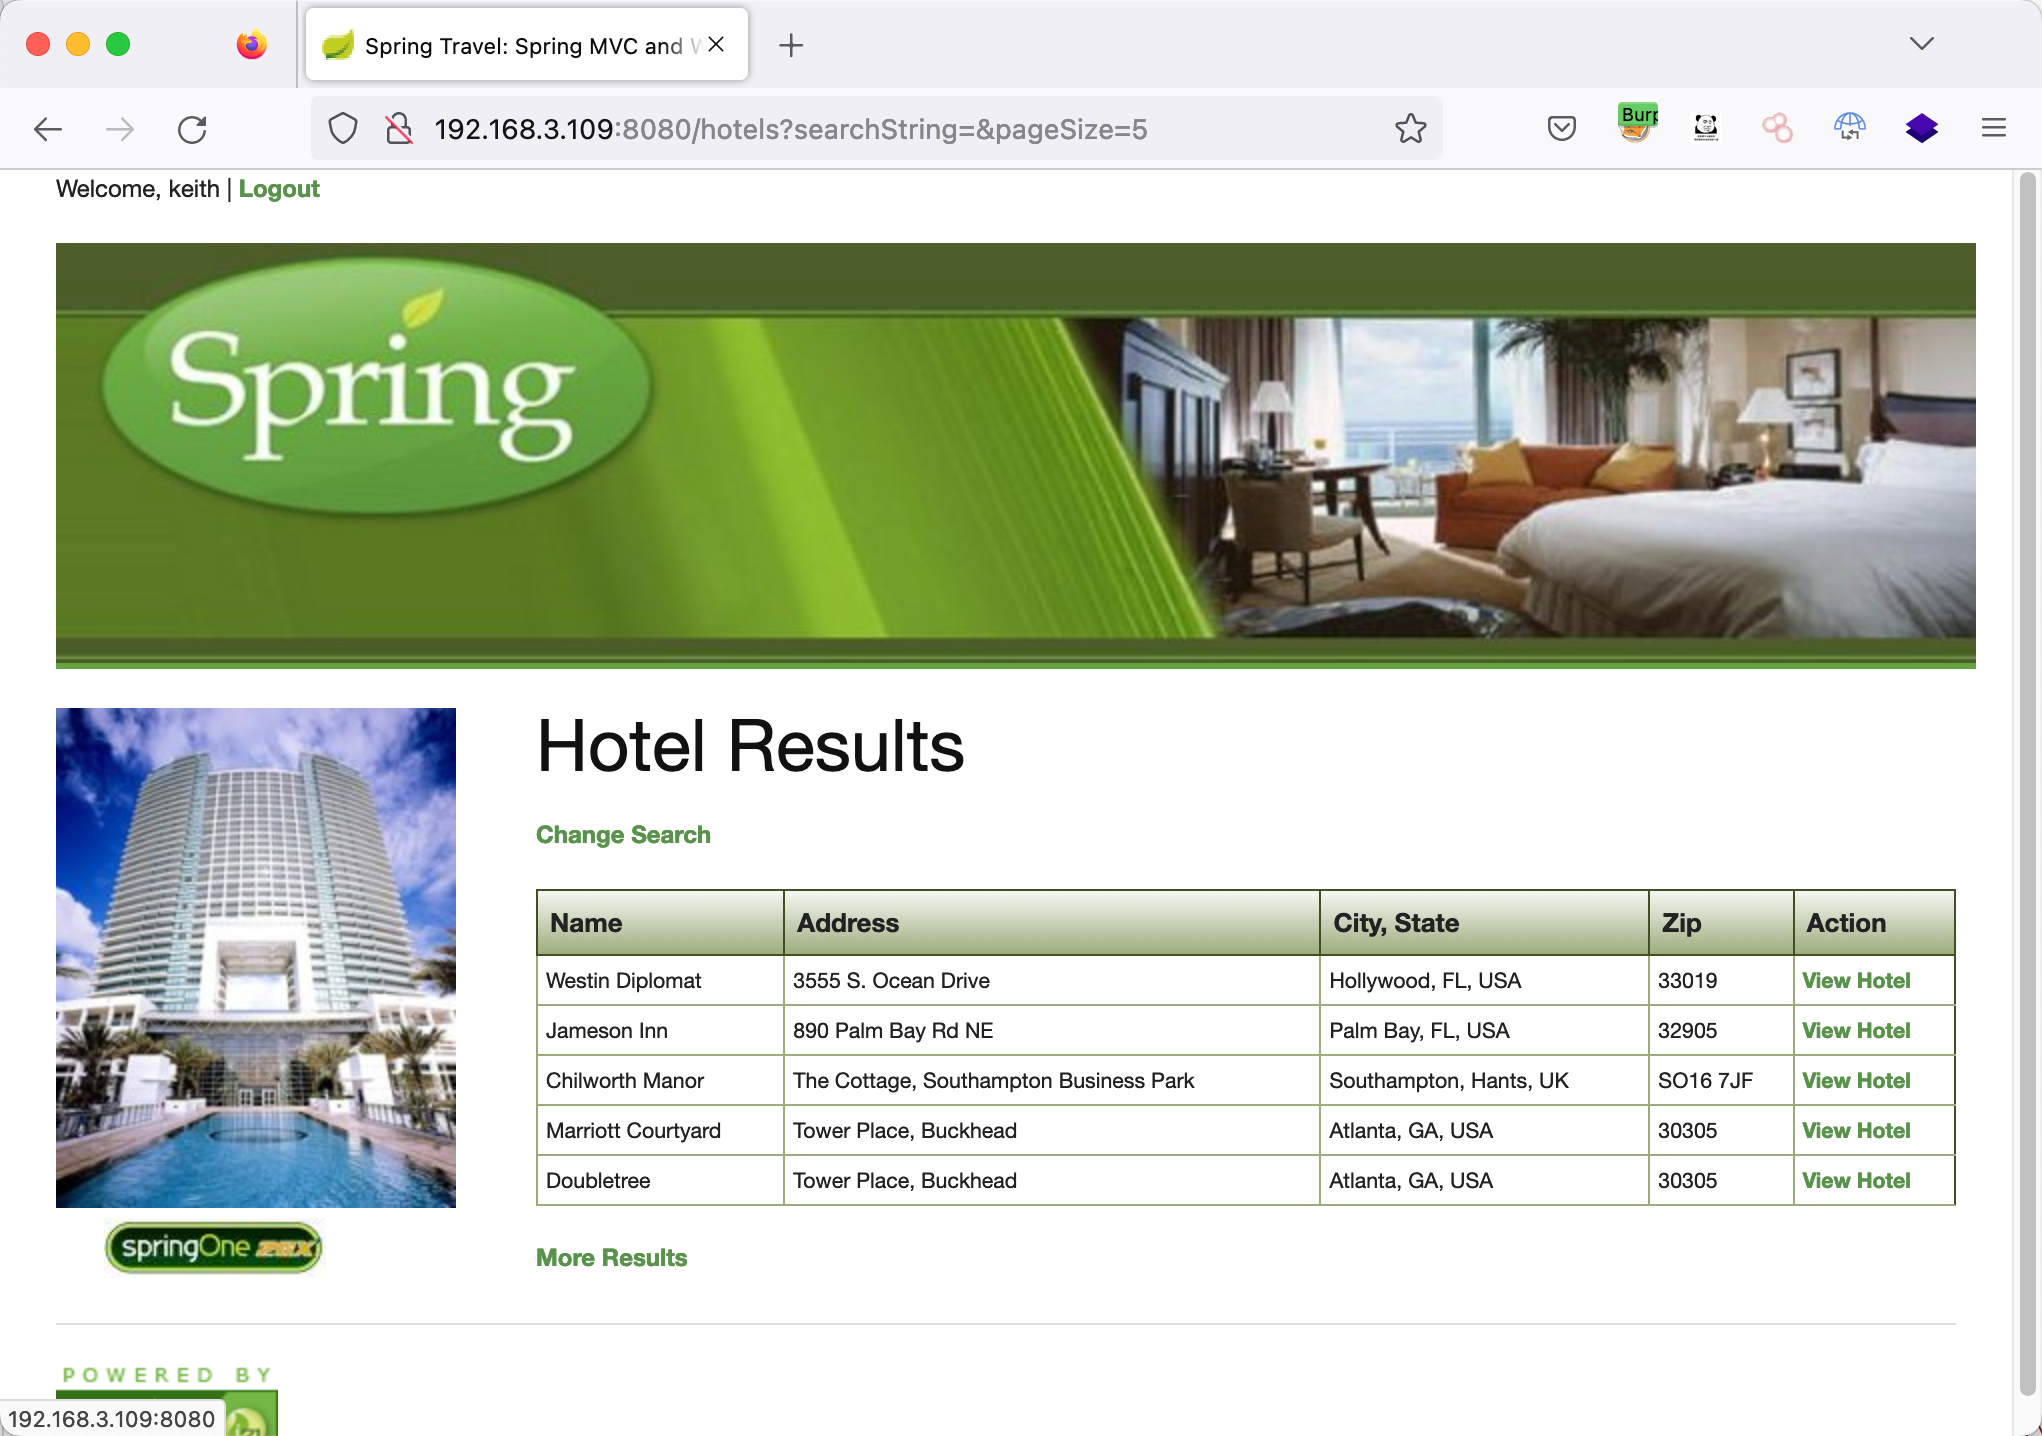 Spring Travel: Spring MVC and W
192.168.3.109:8080/hotels?searchString=&pageSize=5
Burp
Welcome, keith | Logout
Spring
Hotel Results
Change Search
Name Address City, State Zip Action
Westin Diplomat 3555 S. Ocean Drive Hollywood, FL, USA 33019 View Hotel
Jameson Inn 890 Palm Bay Rd NE Palm Bay, FL, USA 32905 View Hotel
Chilworth Manor The Cottage, Southampton Business Park Southampton, Hants, UK SO16 7JF View Hotel
Marriott Courtyard Tower Place, Buckhead Atlanta, GA, USA 30305 View Hotel
Doubletree Tower Place, Buckhead Atlanta, GA, USA 30305 View Hotel
springOne 2GX
More Results
POWERED BY
192.168.3.109:8080